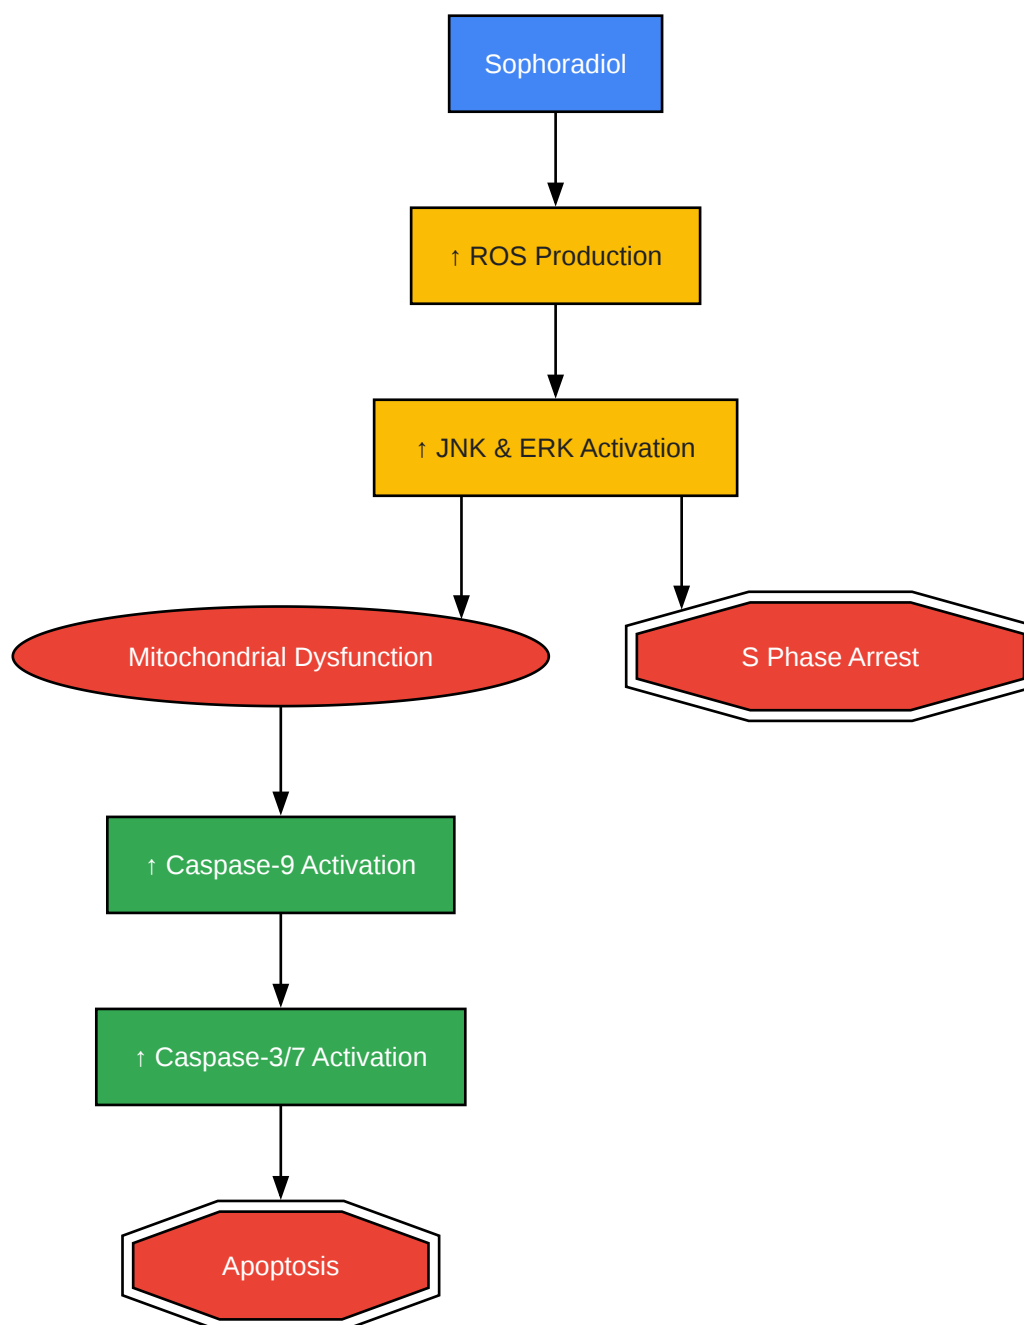 Sophoradiol
↑ ROS Production
↑ JNK & ERK Activation
Mitochondrial Dysfunction
S Phase Arrest
↑ Caspase-9 Activation
↑ Caspase-3/7 Activation
Apoptosis